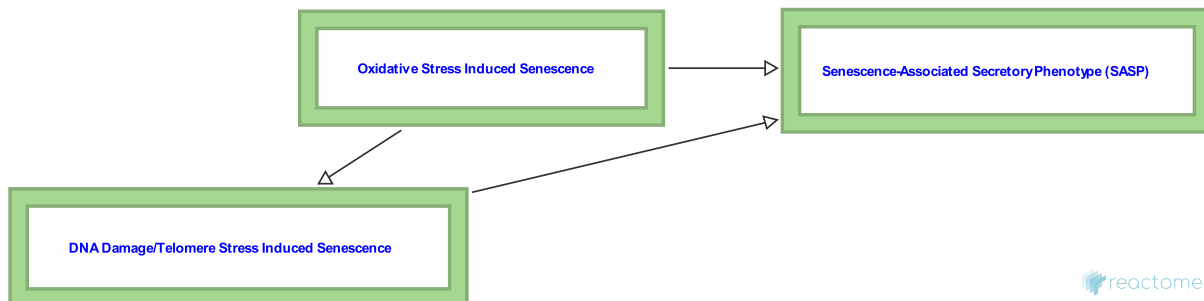 Oxidative Stress Induced Senescence
Senescence-Associated Secretory Phenotype (SASP)
DNA Damage/Telomere Stress Induced Senescence
reactome